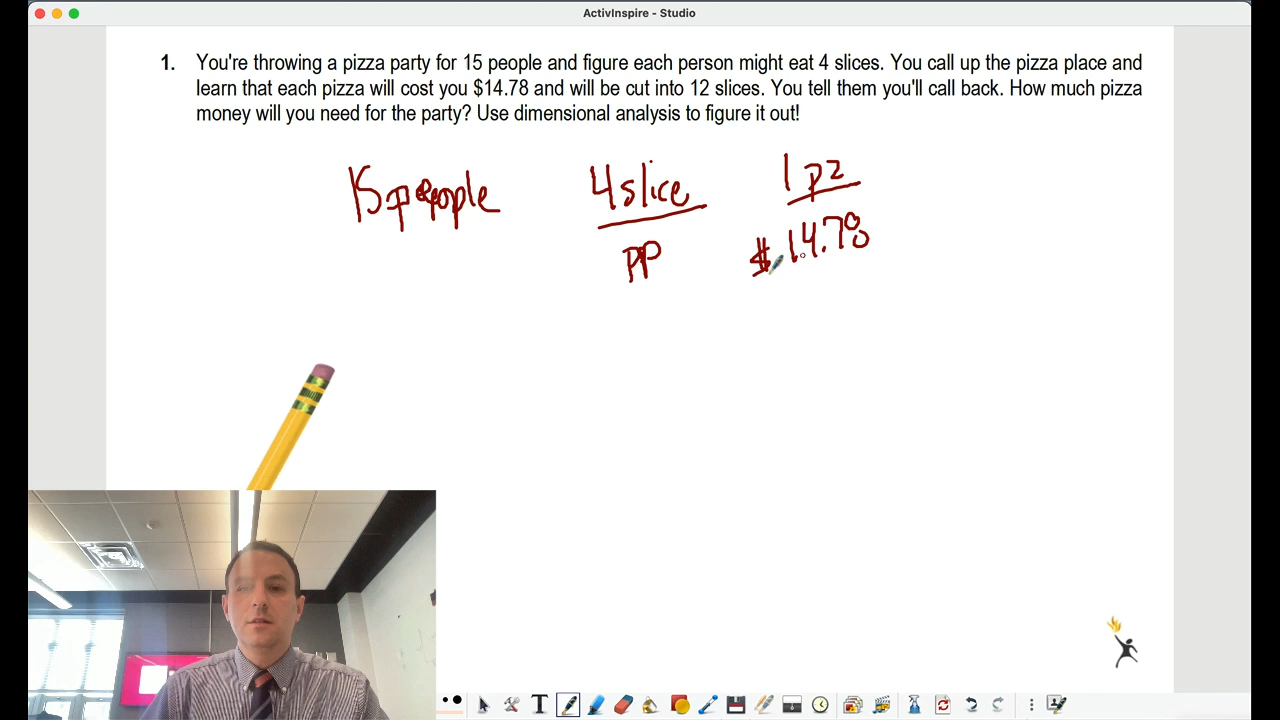 ActivInspire - Studio
1. You're throwing a pizza party for 15 people and figure each person might eat 4 slices. You call up the pizza place and
learn that each pizza will cost you $14.78 and will be cut into 12 slices. You tell them you'll call back. How much pizza
money will you need for the party? Use dimensional analysis to figure it out!
15 people 4 slice 1 pz
pp $14.78
T